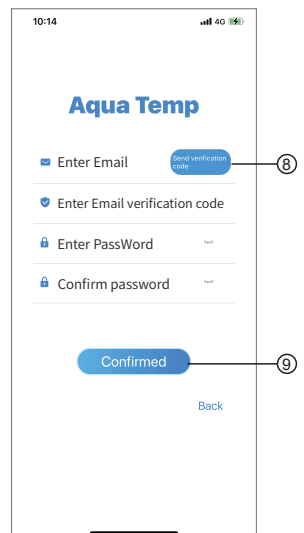 10:14 4G
Aqua Temp
Enter Email
Send verification
code
⑧
Enter Email verification code
Enter PassWord
Confirm password
Confirmed
⑨
Back